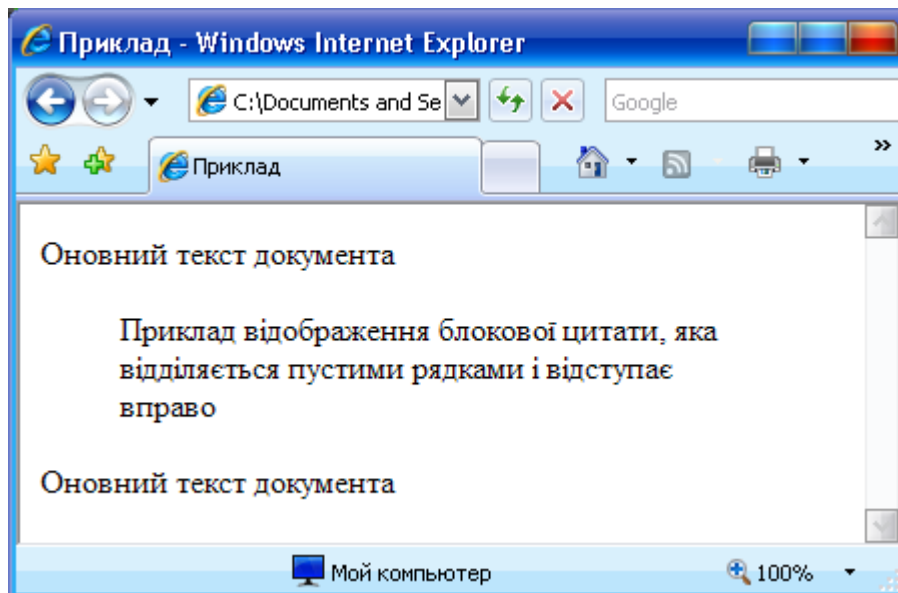 Приклад - Windows Internet Explorer
C:\Documents and Se
Google
Приклад
»
Оновний текст документа
Приклад відображення блокової цитати, яка
відділяється пустими рядками і відступає
вправо
Оновний текст документа
Мой компьютер
100%